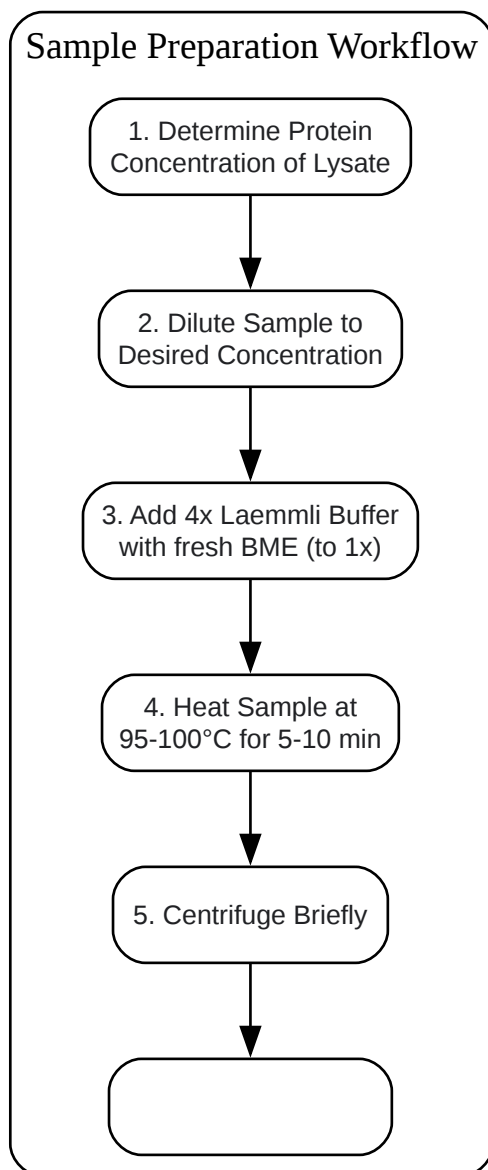 Sample Preparation Workflow
1. Determine Protein
Concentration of Lysate
2. Dilute Sample to
Desired Concentration
3. Add 4x Laemmli Buffer
with fresh BME (to 1x)
4. Heat Sample at
95-100°C for 5-10 min
5. Centrifuge Briefly